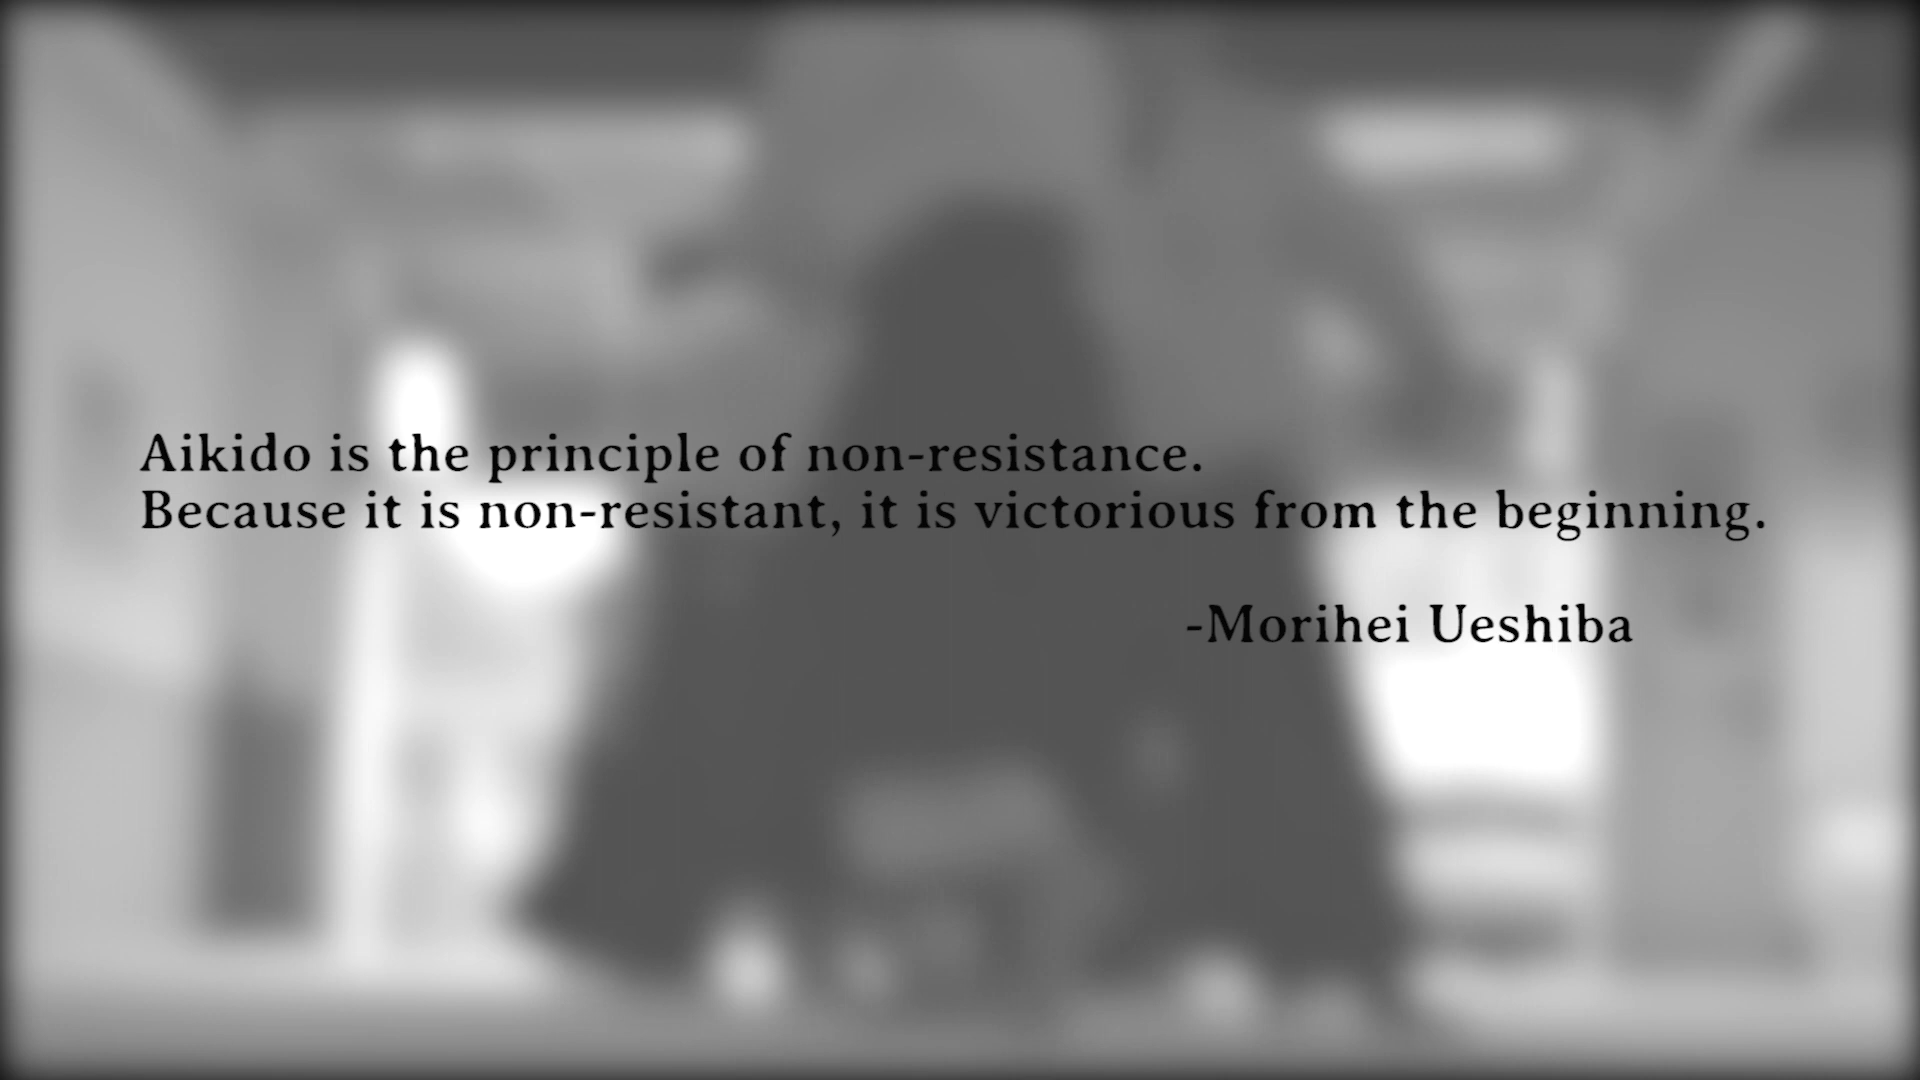 Aikido is the principle of non-resistance.
Because it is non-resistant, it is victorious from the beginning.
-Morihei Ueshiba